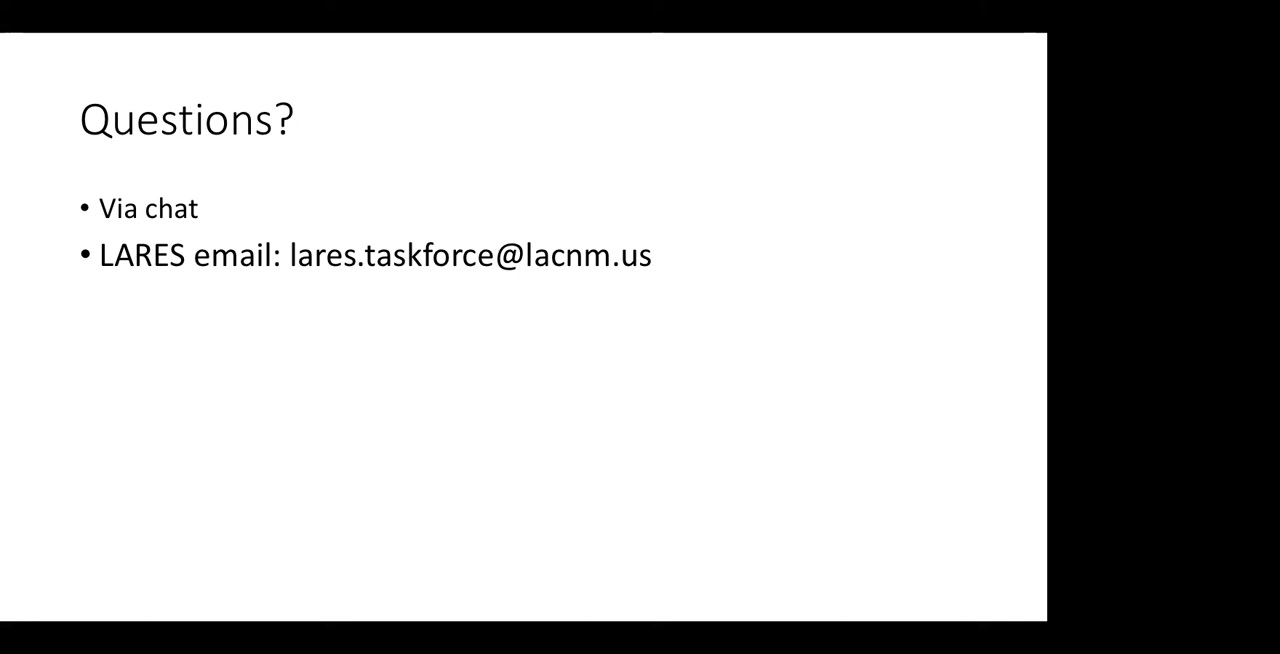 Questions?
• Via chat
• LARES email: lares.taskforce@lacnm.us